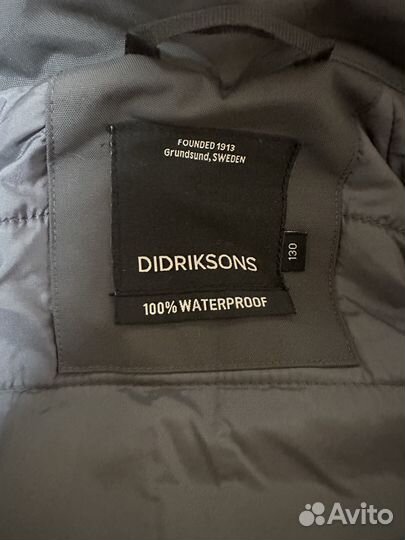 FOUNDED 1913
Grundsund, SWEDEN
DIDRIKSONS
130
100% WATERPROOF
Avito